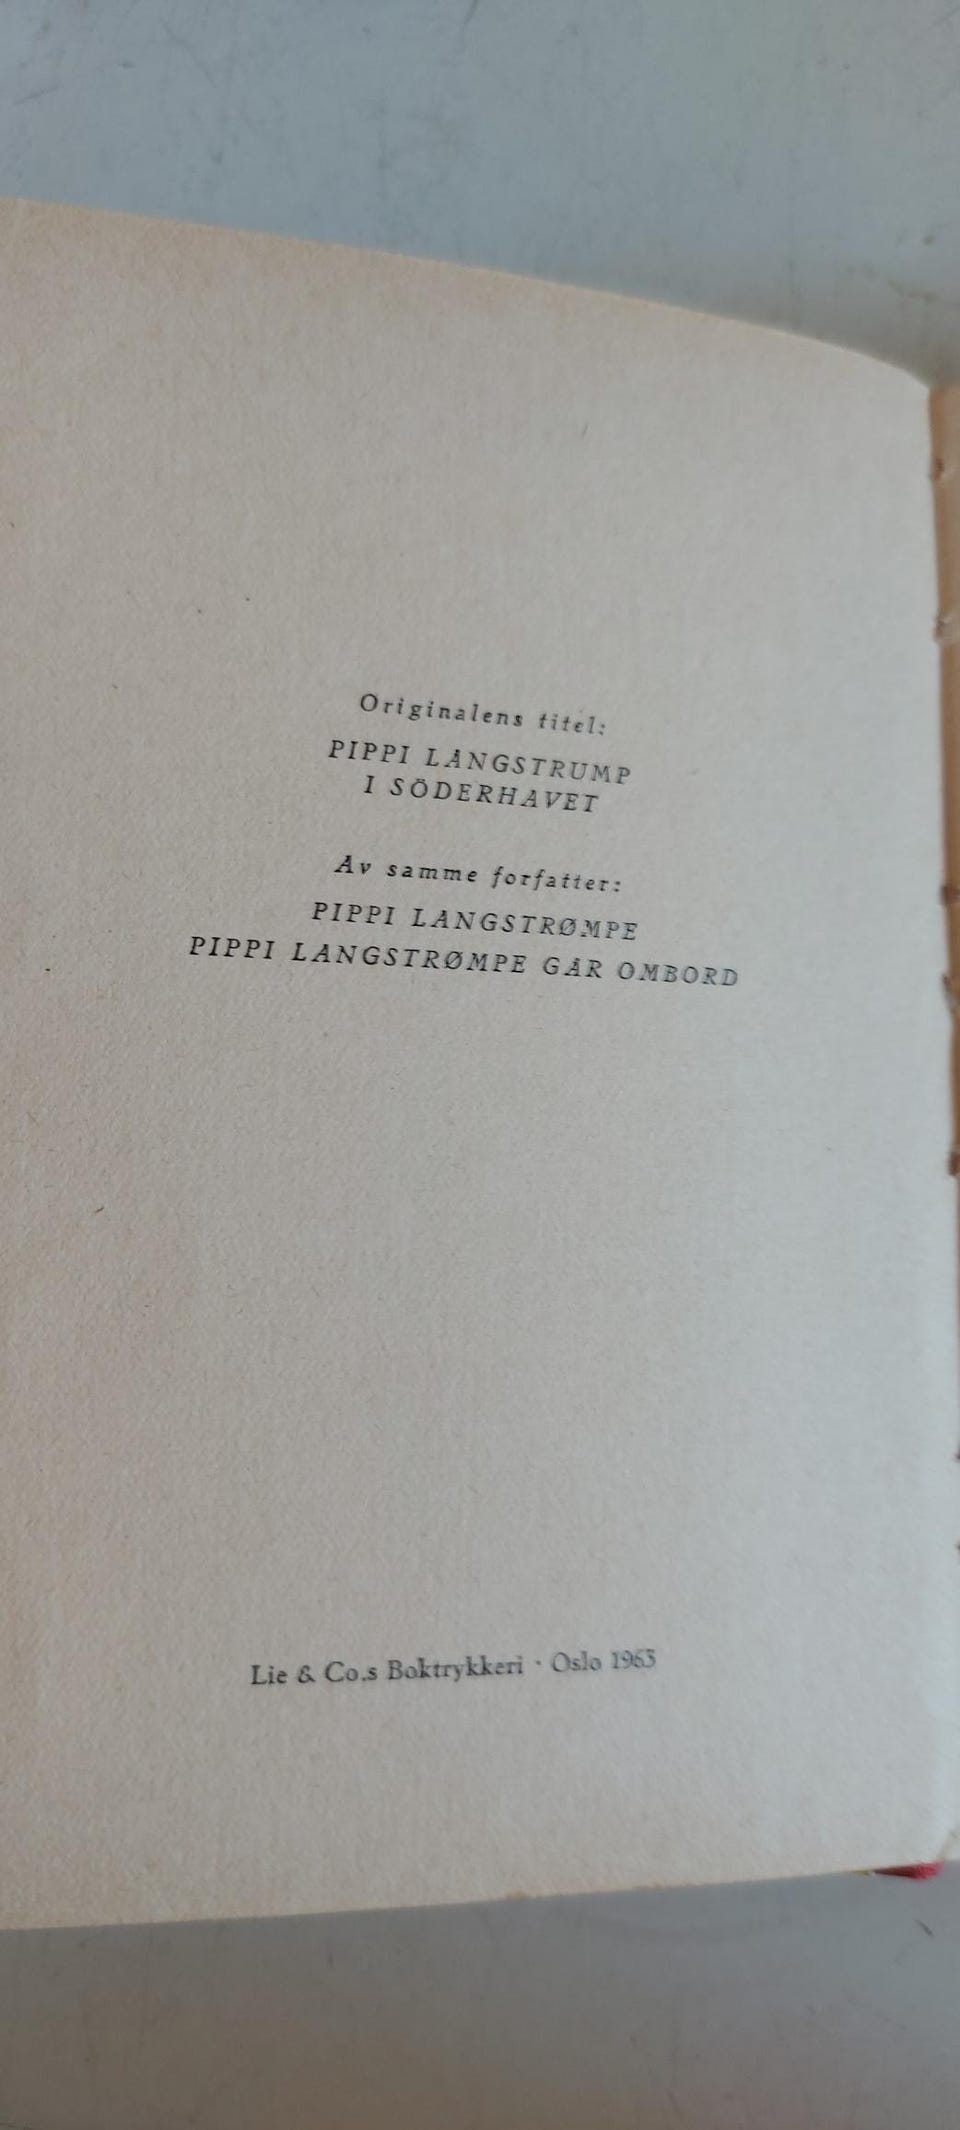 Originalens titel:
PIPPI LANGSTRUMP
I SÖDERHAVET
Av samme forfatter:
PIPPI LANGSTRØMPE
PIPPI LANGSTRØMPE GÅR OMBORD
Lie & Co.s Boktrykkeri · Oslo 1963